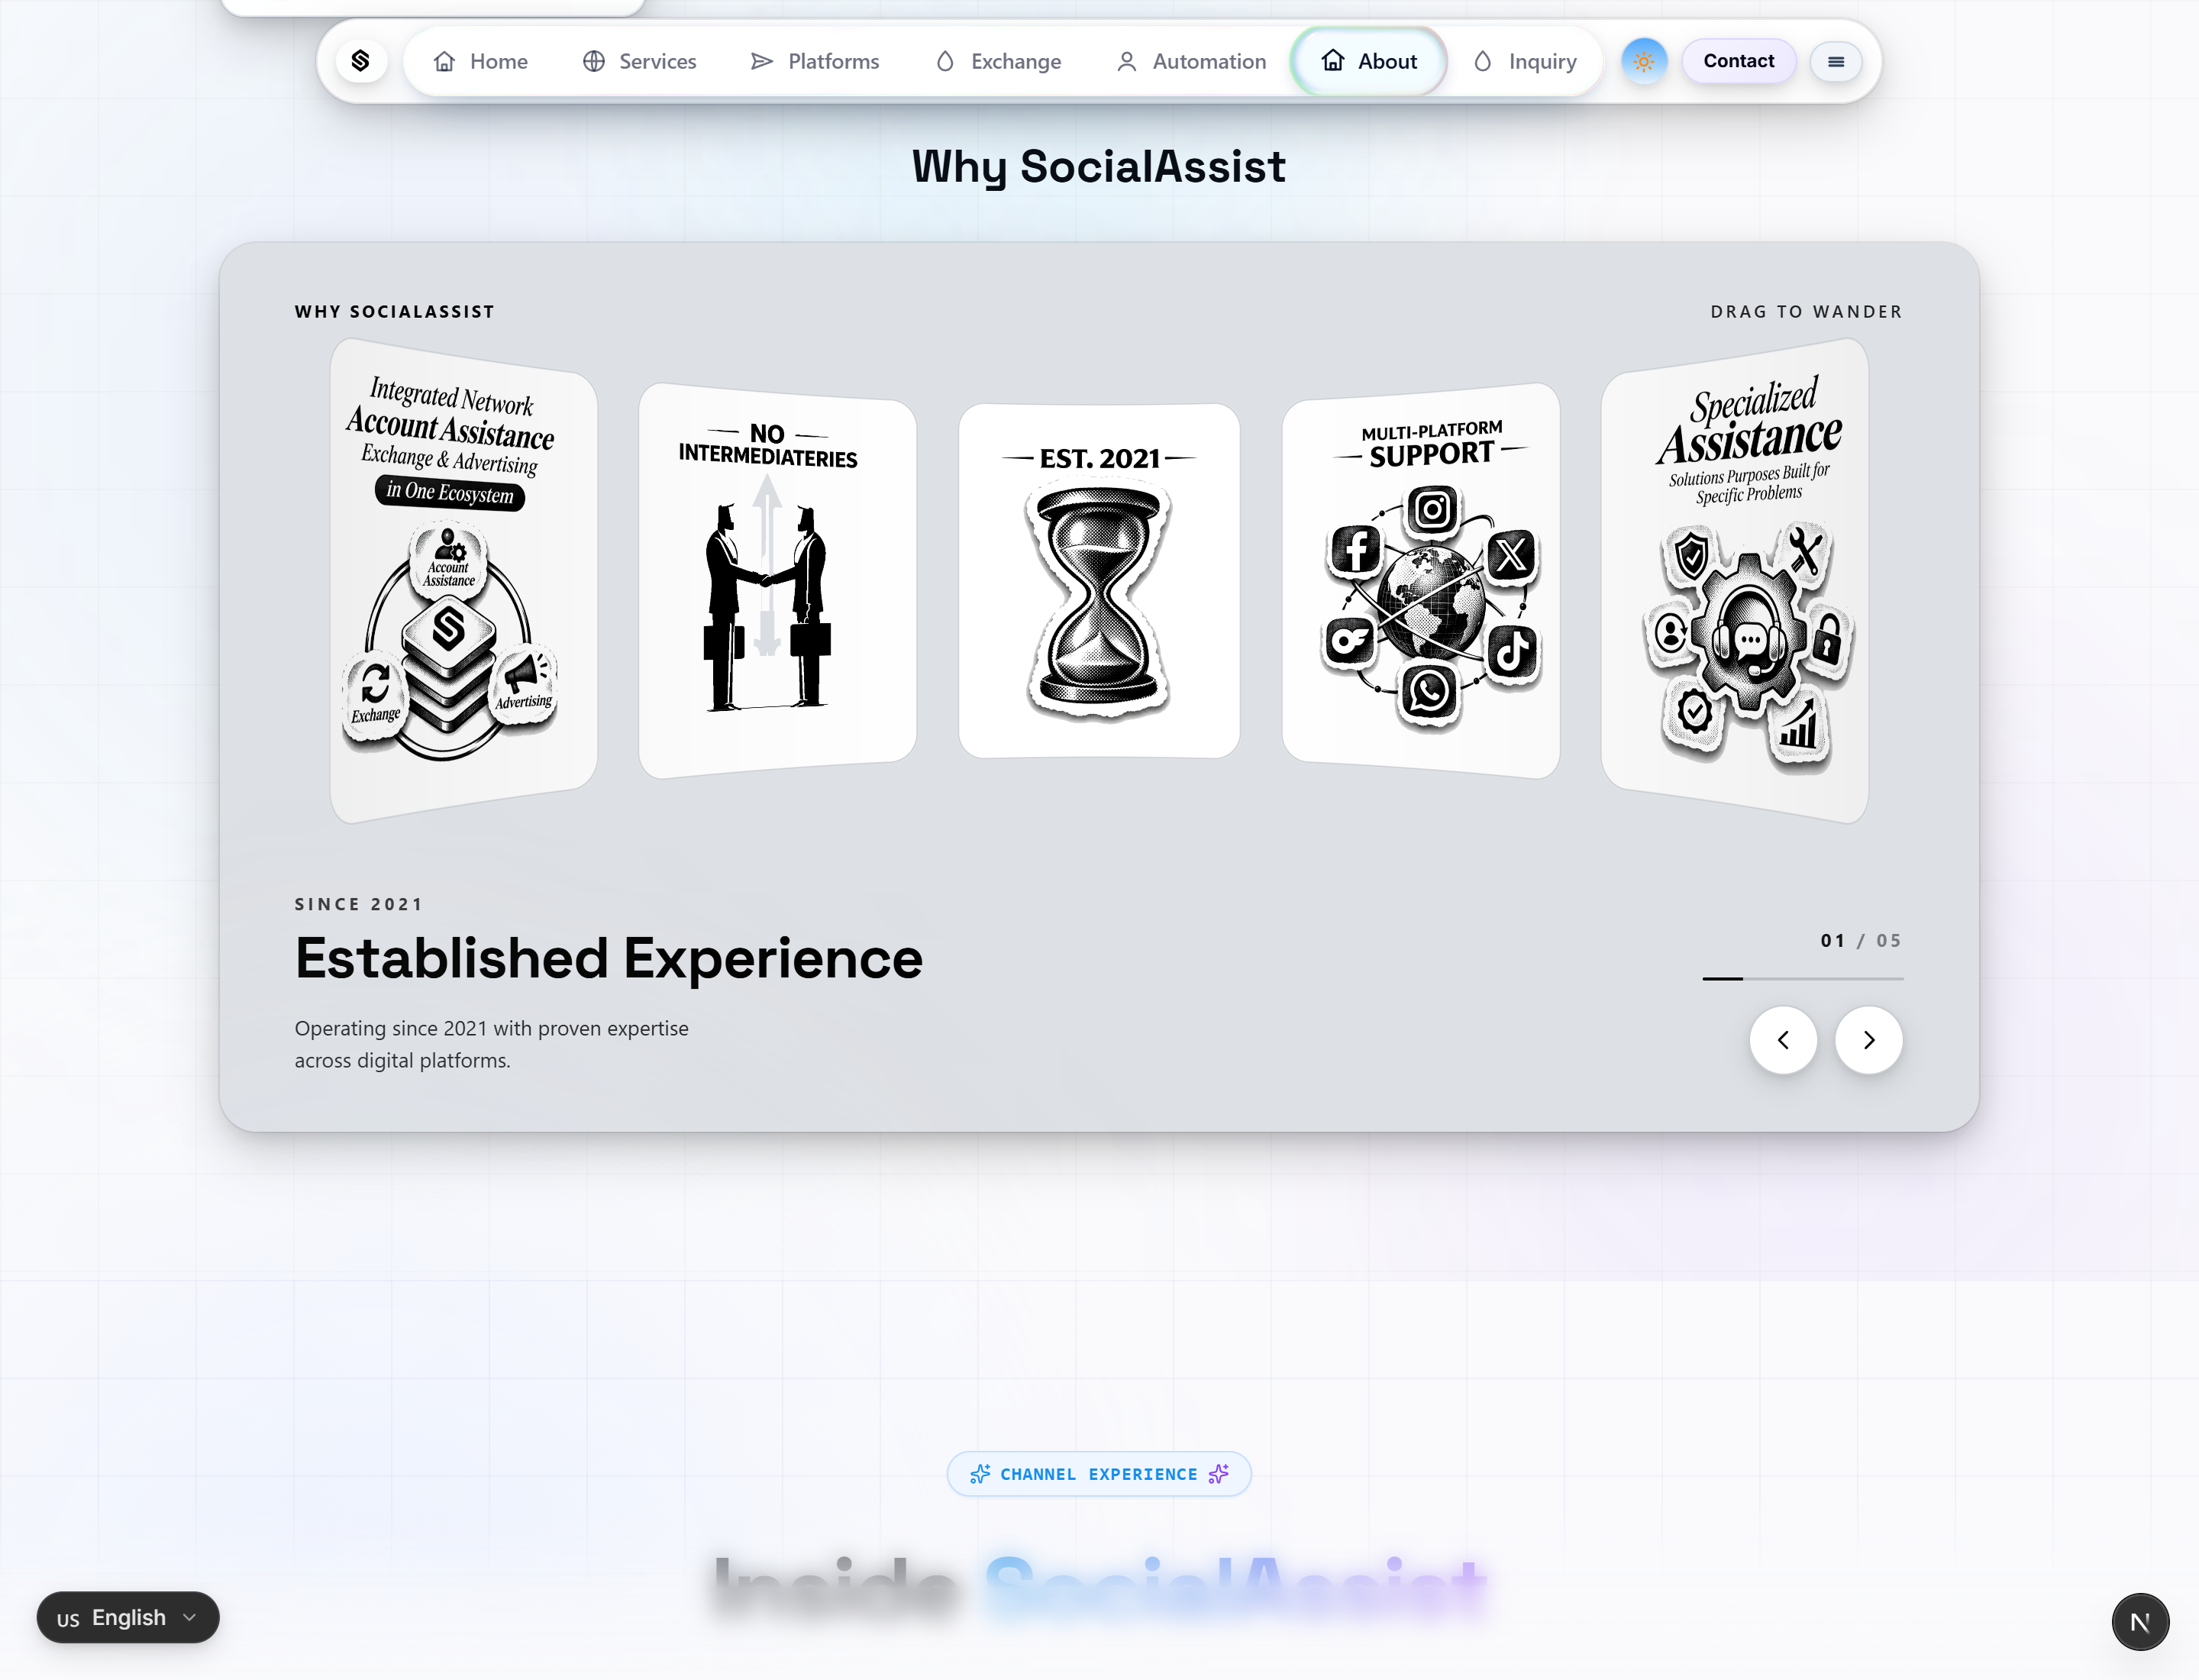 Home
Services
Platforms
Exchange
Automation
About
Inquiry
Contact
Why SocialAssist
WHY SOCIALASSIST
DRAG TO WANDER
Integrated Network
Account Assistance
Exchange & Advertising
in One Ecosystem
Account
Assistance
Exchange
Advertising
NO
INTERMEDIATERIES
EST. 2021
MULTI-PLATFORM
SUPPORT
Specialized
Assistance
Solutions Purposes Built for
Specific Problems
SINCE 2021
Established Experience
Operating since 2021 with proven expertise
across digital platforms.
01 / 05
CHANNEL EXPERIENCE
Inside SocialAssist
US English
N